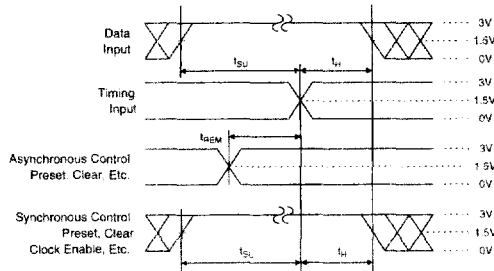 Data
Input
3V
1.5V
0V
tSU
tH
Timing
Input
3V
1.5V
0V
tREM
Asynchronous Control
Preset, Clear, Etc.
3V
1.5V
0V
Synchronous Control
Preset, Clear
Clock Enable, Etc.
3V
1.5V
0V
tSU
tH